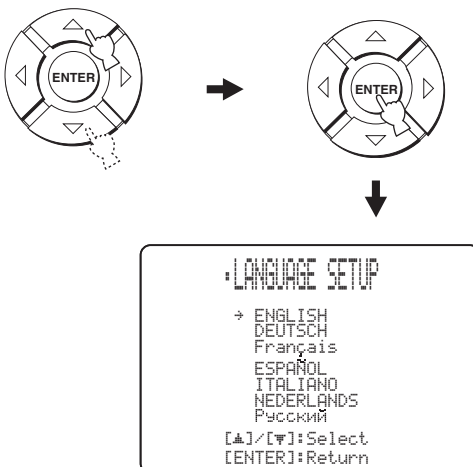 ENTER
ENTER
·LANGUAGE SETUP
→ ENGLISH
DEUTSCH
Français
ESPAÑOL
ITALIANO
NEDERLANDS
Русский
[▲]/[▼]:Select
[ENTER]:Return